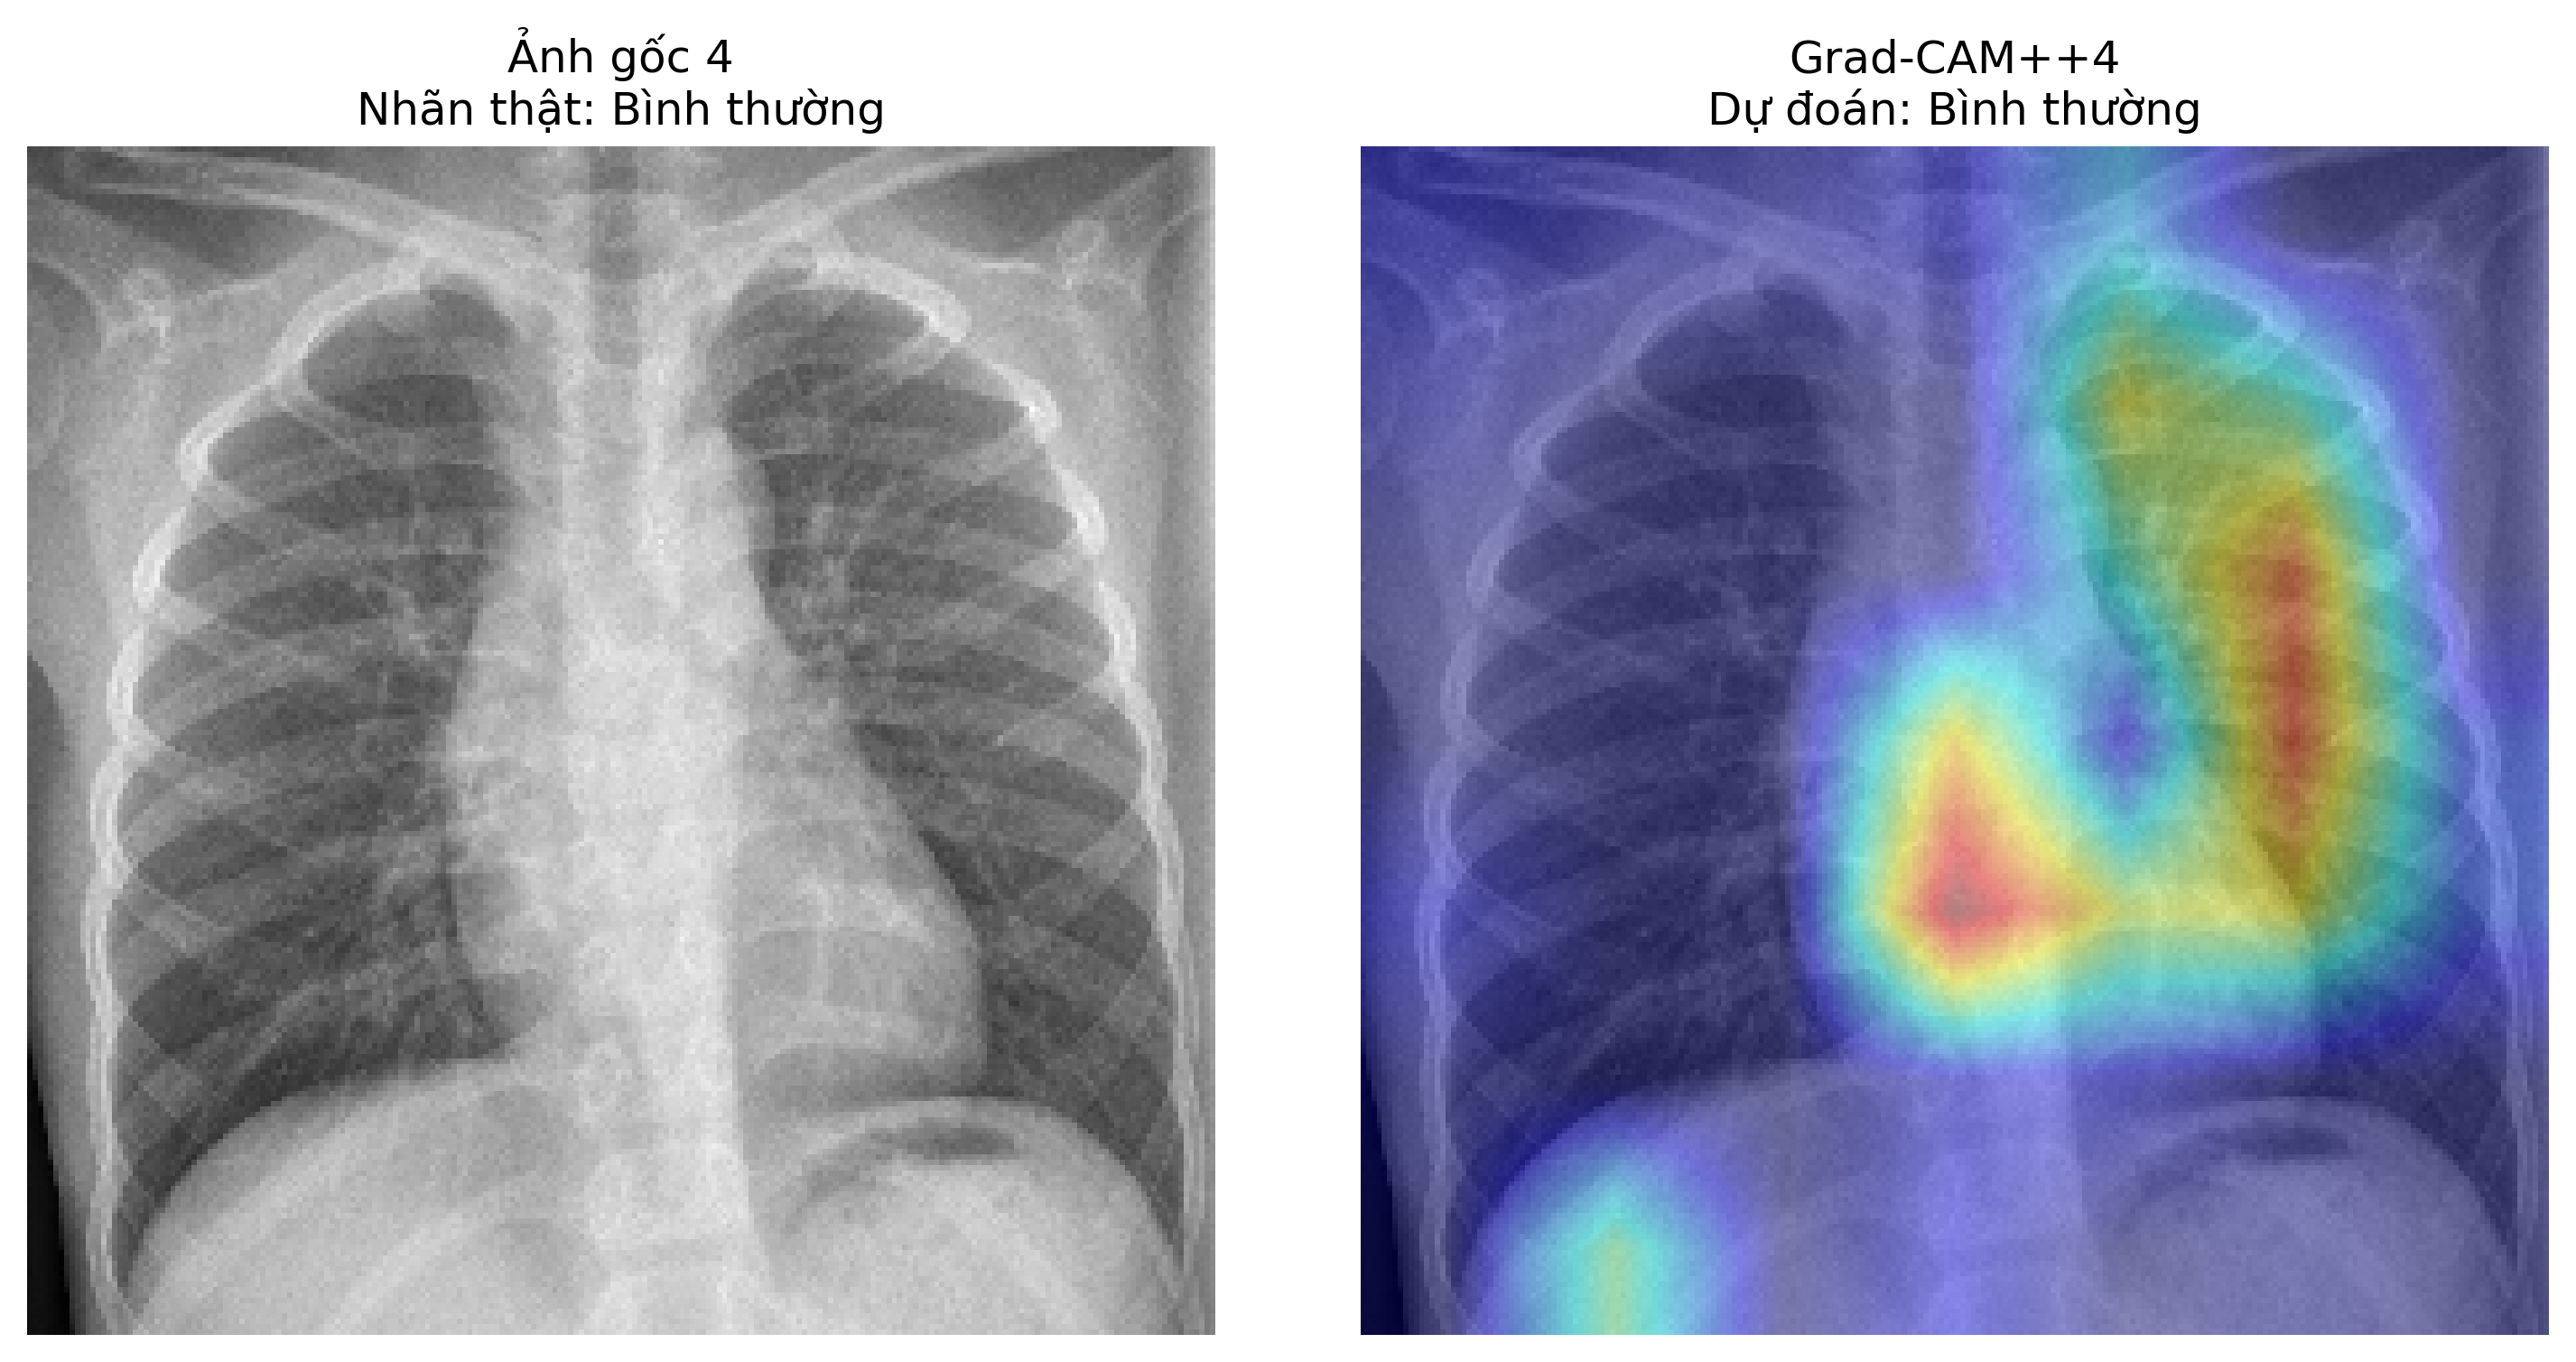 Ảnh gốc 4
Nhãn thật: Bình thường
Grad-CAM++4
Dự đoán: Bình thường